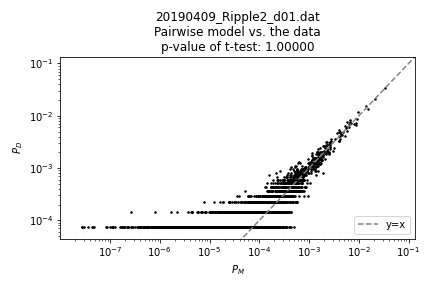 20190409_Ripple2_d01.dat
Pairwise model vs. the data
p-value of t-test: 1.00000
10⁻¹
10⁻²
10⁻³
10⁻⁴
P_D
y=x
10⁻⁷
10⁻⁶
10⁻⁵
10⁻⁴
10⁻³
10⁻²
10⁻¹
P_M